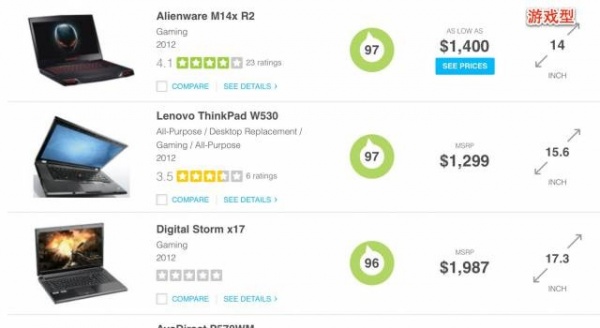 游戏型
Alienware M14x R2
Gaming
2012
4.1 23 ratings
COMPARE SEE DETAILS ›
97
AS LOW AS
$1,400
SEE PRICES
14
INCH
Lenovo ThinkPad W530
All-Purpose / Desktop Replacement /
Gaming / All-Purpose
2012
3.5 6 ratings
COMPARE SEE DETAILS ›
97
MSRP
$1,299
15.6
INCH
Digital Storm x17
Gaming
2012
COMPARE SEE DETAILS ›
96
MSRP
$1,987
17.3
INCH